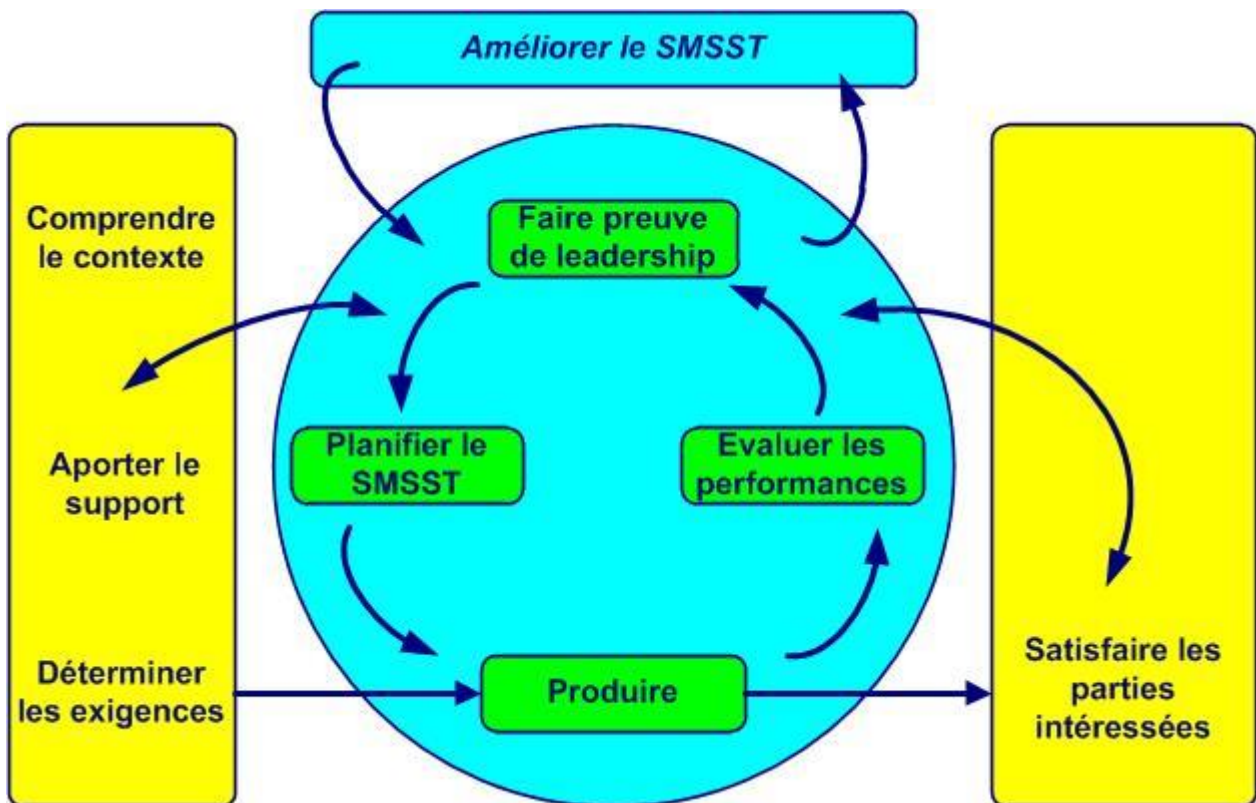 Améliorer le SMSST
Comprendre
le contexte
Aporter le
support
Déterminer
les exigences
Faire preuve
de leadership
Planifier le
SMSST
Evaluer les
performances
Produire
Satisfaire les
parties
intéressées